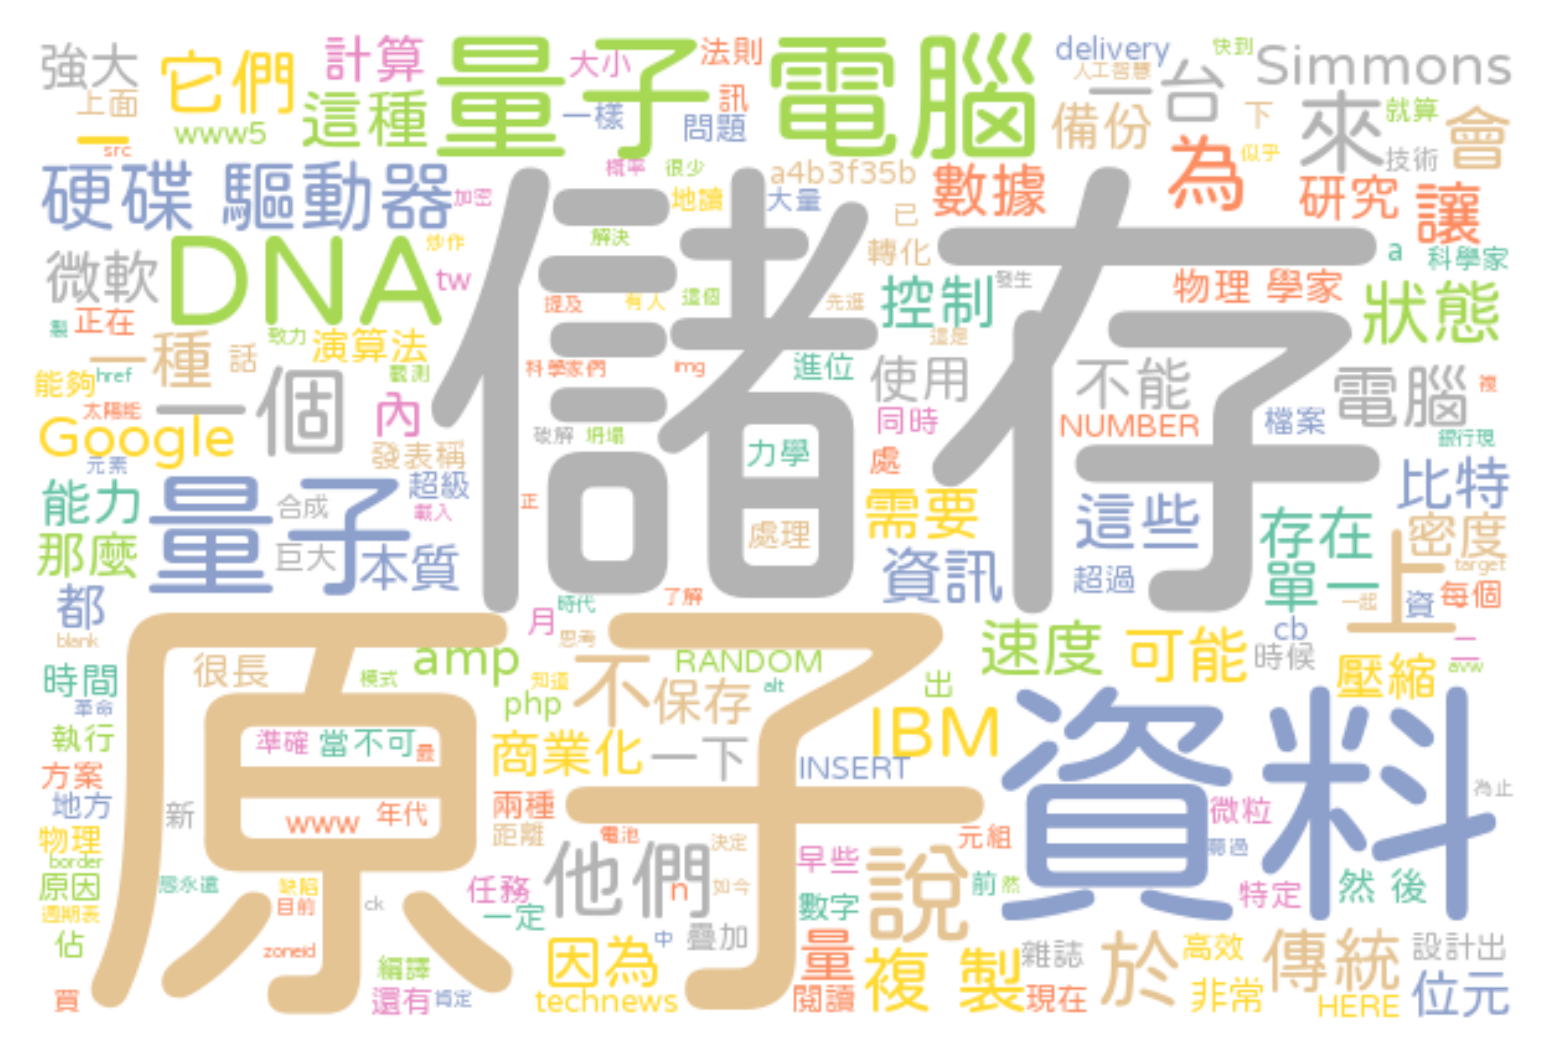 強大
它們
計算
量子電腦
大小
法則
delivery
快到
Simmons
上面
人工智慧
一台
一
www5
這種
一樣
訊
問題
備份
下
來
就算
會
src
似乎
技術
硬碟 驅動器
加密
概率
很少
a4b3f35b
數據
為
研究
讓
地讀
大量
已
儲存
微軟
DNA
炒作
tw
解決
轉化
a
科學家
提及
有人
這個
先進
控制
發生
物理 學家
狀態
製
正在
致力
演算法
這是
一種
話
觀測
科學家們
img
進位
使用
不能
電腦
複
能夠
href
太陽能
一個
內
同時
NUMBER
檔案
Google
發表稱
破解
坍塌
力學
處
銀行現
元素
超級
比特
能力
量子
合成
載入
正
需要
這些
存在
密度
那麼
巨大
本質
處理
資訊
超過
單一
上
target
都
時代
了解
一起
資
每個
blank
月
思考
cb
二
原子
很長
amp
RANDOM
速度
可能
時候
壓縮
avw
時間
模式
知道
不
alt
出
革命
php
保存
IBM
資料
執行
準確
當不可
最
商業化
一下
INSERT
方案
地方
新
www
年代
兩種
微粒
為止
物理
距離
電池
決定
元組
聽過
border
原因
態永遠
缺陷
他們
早些
說
週期表
目前
ck
任務
n
如今
前
然
特定
然 後
一定
數字
佔
zoneid
中
疊加
量
複 製
雜誌
於
高效
傳統
設計出
編譯
因為
買
還有
肯定
technews
閱讀
現在
非常
HERE
位元